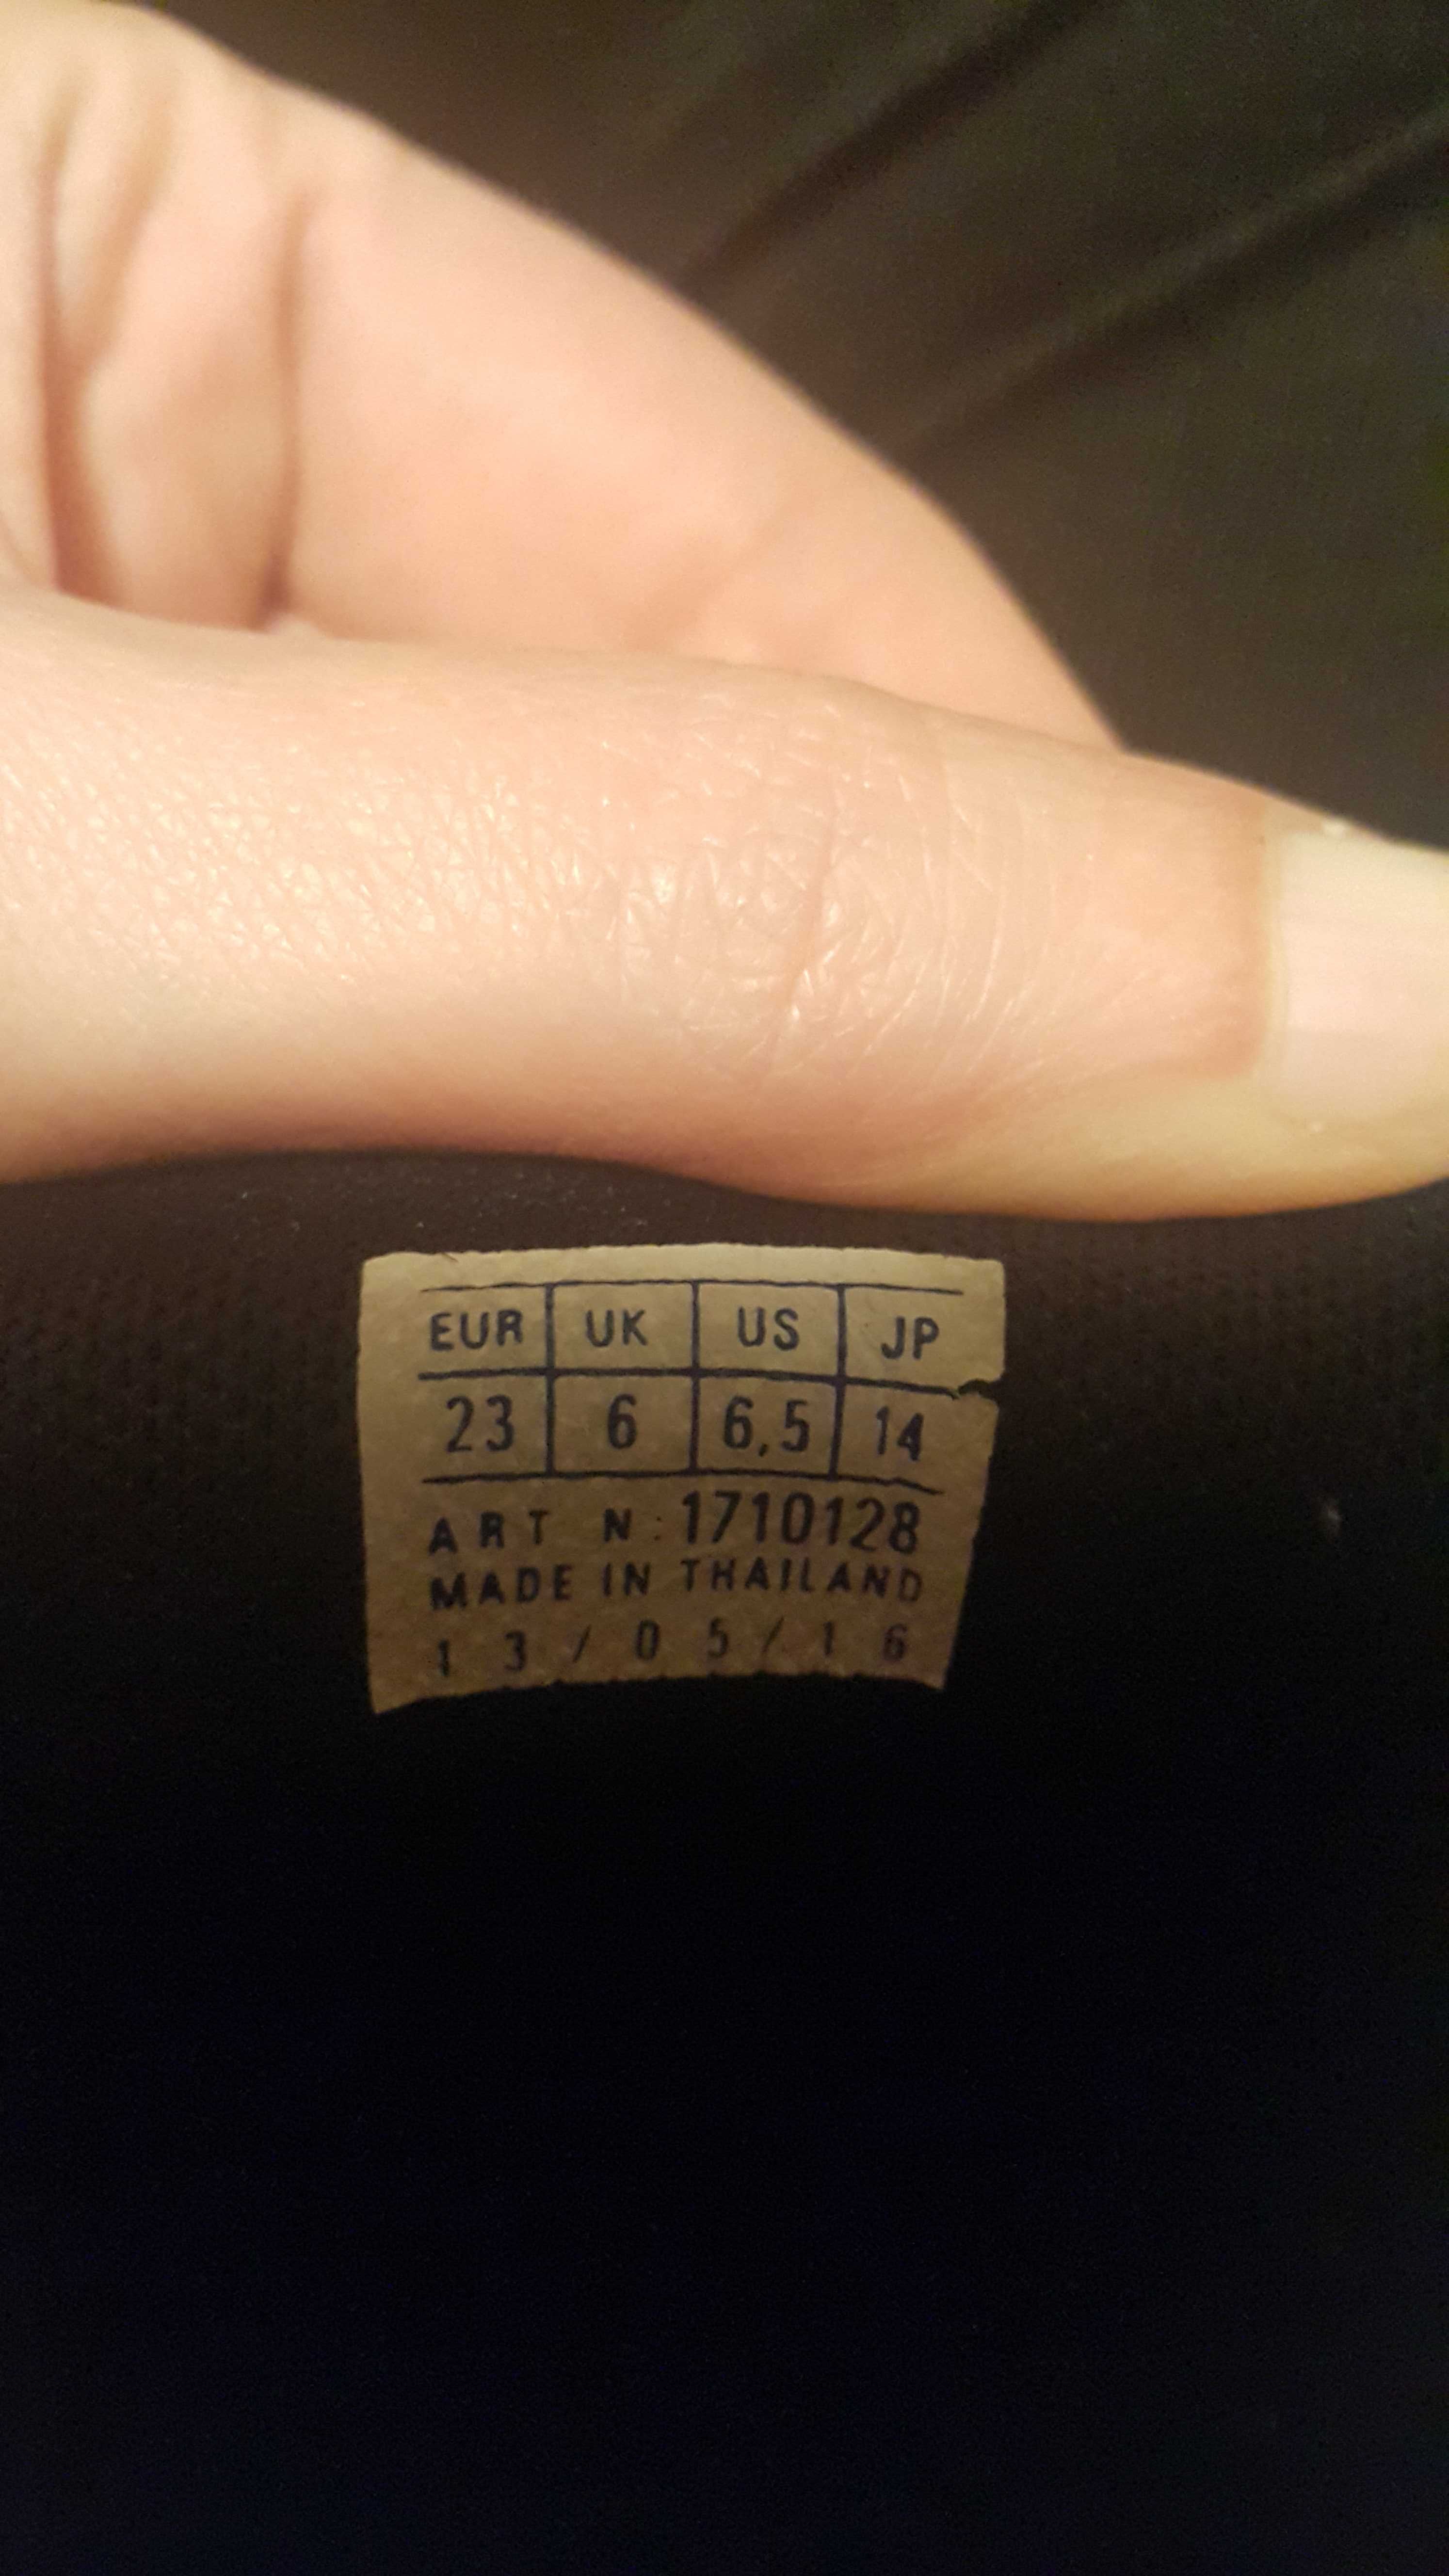 EUR UK US JP
23 6 6,5 14
ART N: 1710128
MADE IN THAILAND
13/05/16